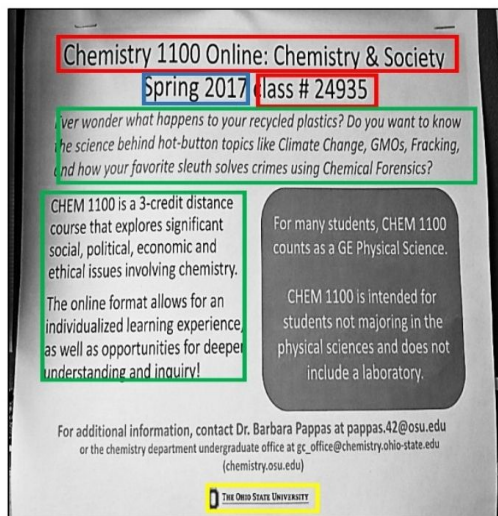 Chemistry 1100 Online: Chemistry & Society
Spring 2017 class # 24935
Ever wonder what happens to your recycled plastics? Do you want to know
the science behind hot-button topics like Climate Change, GMOs, Fracking,
and how your favorite sleuth solves crimes using Chemical Forensics?
CHEM 1100 is a 3-credit distance
course that explores significant
social, political, economic and
ethical issues involving chemistry.
The online format allows for an
individualized learning experience,
as well as opportunities for deeper
understanding and inquiry!
For many students, CHEM 1100
counts as a GE Physical Science.
CHEM 1100 is intended for
students not majoring in the
physical sciences and does not
include a laboratory.
For additional information, contact Dr. Barbara Pappas at pappas.42@osu.edu
or the chemistry department undergraduate office at gc_office@chemistry.ohio-state.edu
(chemistry.osu.edu)
THE OHIO STATE UNIVERSITY